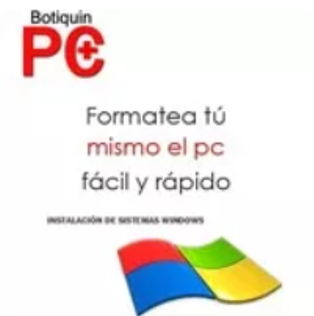 Botiquin
PC
Formatea tú
mismo el pc
fácil y rápido
INSTALACIÓN DE SISTEMAS WINDOWS